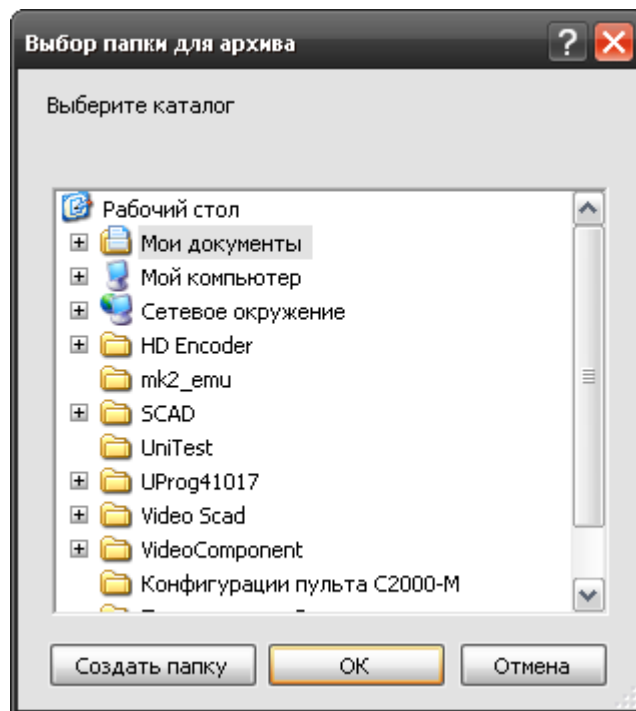 Выбор папки для архива
Выберите каталог
Рабочий стол
Мои документы
Мой компьютер
Сетевое окружение
HD Encoder
mk2_emu
SCAD
UniTest
UProg41017
Video Scad
VideoComponent
Конфигурации пульта С2000-М
Создать папку ОК Отмена